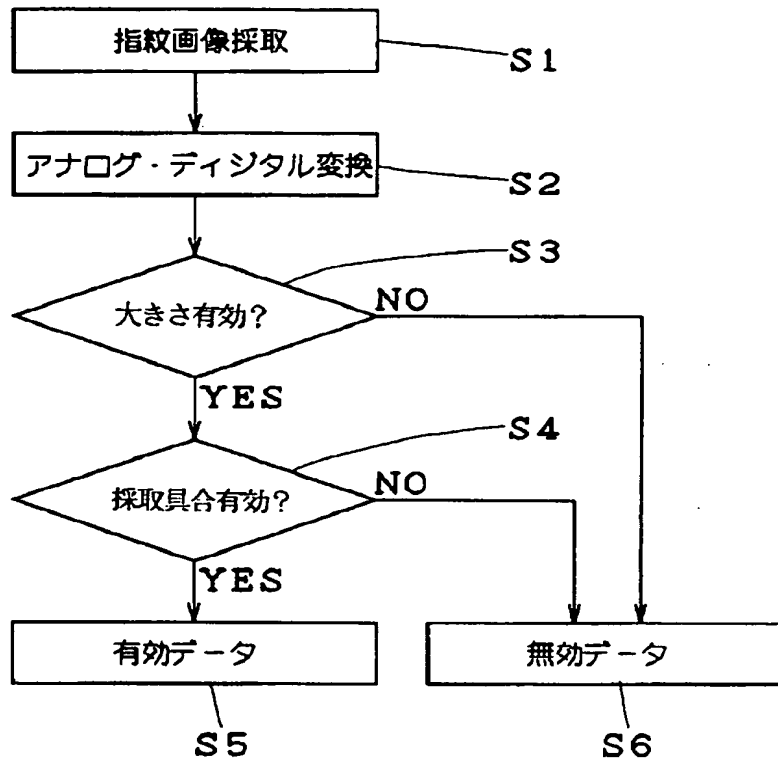 指紋画像採取
S1
アナログ・ディジタル変換
S2
S3
大きさ有効?
NO
YES
S4
採取具合有効?
NO
YES
有効データ
無効データ
S5
S6